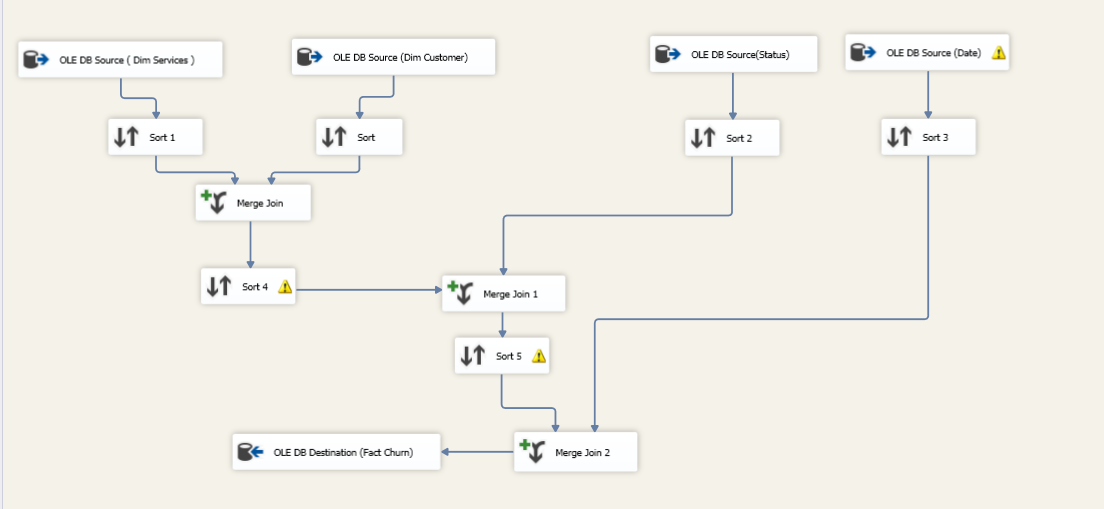 OLE DB Source ( Dim Services )
OLE DB Source (Dim Customer)
OLE DB Source(Status)
OLE DB Source (Date)
Sort 1
Sort
Sort 2
Sort 3
Merge Join
Sort 4
Merge Join 1
Sort 5
OLE DB Destination (Fact Churn)
Merge Join 2